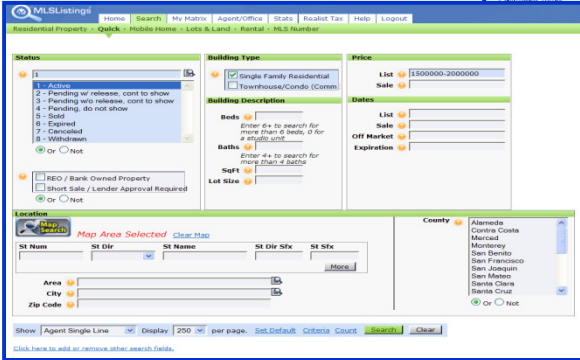 MLSListings
Home Search My Matrix Agent/Office Stats Realist Tax Help Logout
Residential Property · Quick · Mobile Home · Lots & Land · Rental · MLS Number
Status
1
1 - Active
2 - Pending w/ release, cont to show
3 - Pending w/o release, cont to show
4 - Pending, do not show
5 - Sold
6 - Expired
7 - Canceled
8 - Withdrawn
Or Not
REO / Bank Owned Property
Short Sale / Lender Approval Required
Or Not
Building Type
Single Family Residential
Townhouse/Condo (Comm
Building Description
Beds
Enter 6+ to search for
more than 6 beds, 0 for
a studio unit
Baths
Enter 4+ to search for
more than 4 baths
SqFt
Lot Size
Price
List 1500000-2000000
Sale
Dates
List
Sale
Off Market
Expiration
Location
Map Search
Map Area Selected Clear Map
St Num St Dir St Name St Dir Sfx St Sfx
More
Area
City
Zip Code
County
Alameda
Contra Costa
Merced
Monterey
San Benito
San Francisco
San Joaquin
San Mateo
Santa Clara
Santa Cruz
Or Not
Show Agent Single Line Display 250 per page. Set Default Criteria Count Search Clear
Click here to add or remove other search fields.